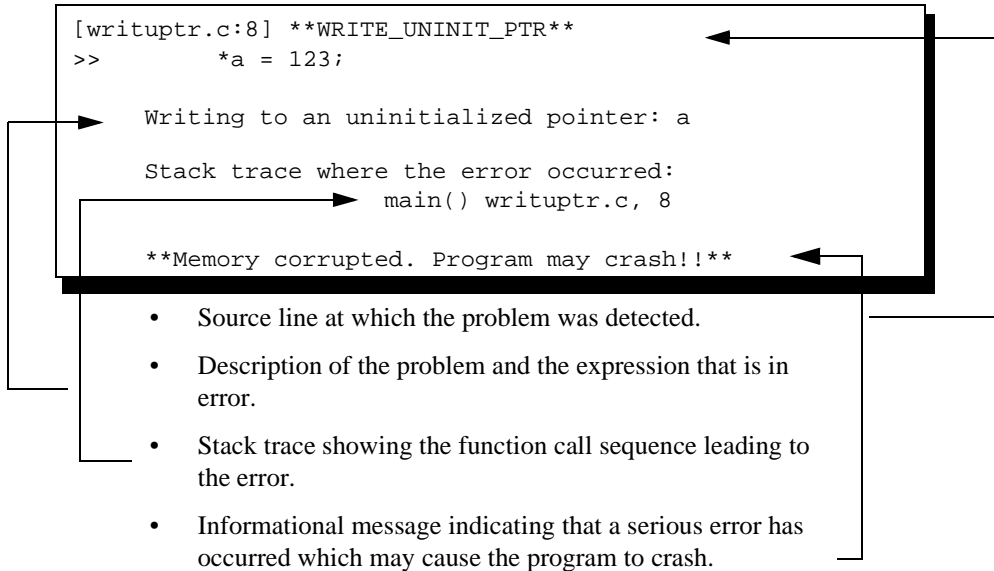 [writuptr.c:8] **WRITE_UNINIT_PTR**
>> *a = 123;
Writing to an uninitialized pointer: a
Stack trace where the error occurred:
main() writuptr.c, 8
**Memory corrupted. Program may crash!!**
• Source line at which the problem was detected.
• Description of the problem and the expression that is in
error.
• Stack trace showing the function call sequence leading to
the error.
• Informational message indicating that a serious error has
occurred which may cause the program to crash.